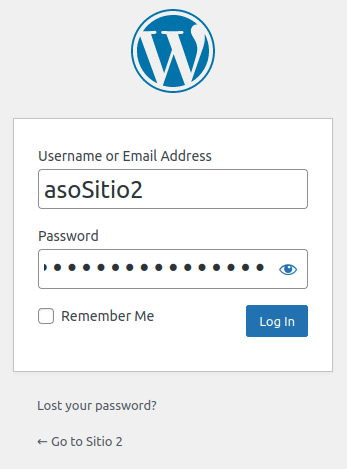 Username or Email Address
asoSitio2
Password
Remember Me
Log In
Lost your password?
← Go to Sitio 2